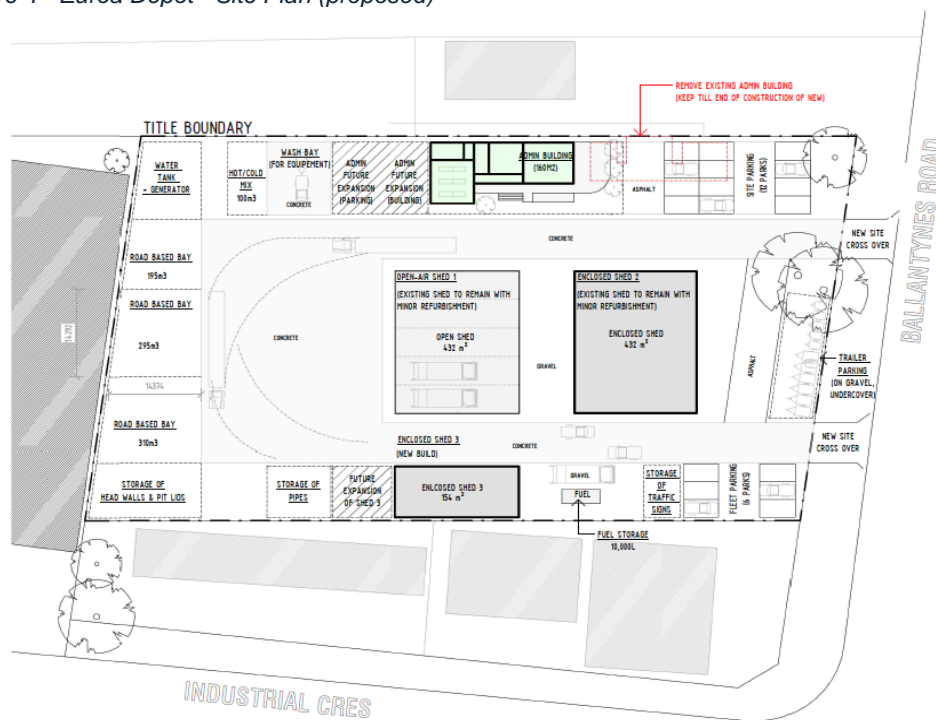 Euroa Depot - Site Plan (proposed)
REMOVE EXISTING ADMIN BUILDING
(KEEP TILL END OF CONSTRUCTION OF NEW)
TITLE BOUNDARY
WATER
TANK
+ GENERATOR
HOT/COLD
MIX
100m3
WASH BAY
(FOR EQUIPEMENT)
CONCRETE
ADMIN
FUTURE
EXPANSION
(PARKING)
ADMIN
FUTURE
EXPANSION
(BUILDING)
ADMIN BUILDING
(160M2)
ASPHALT
SITE PARKING
(12 PARKS)
BALLANTYNES ROAD
NEW SITE
CROSS OVER
CONCRETE
ROAD BASED BAY
195m3
ROAD BASED BAY
295m3
14292
14374
ROAD BASED BAY
310m3
CONCRETE
OPEN-AIR SHED 1
(EXISTING SHED TO REMAIN WITH
MINOR REFURBISHMENT)
OPEN SHED
432 m²
GRAVEL
ENCLOSED SHED 2
(EXISTING SHED TO REMAIN WITH
MINOR REFURBISHMENT)
ENCLOSED SHED
432 m²
ASPHALT
TRAILER
PARKING
(ON GRAVEL,
UNDERCOVER)
NEW SITE
CROSS OVER
ENCLOSED SHED 3
(NEW BUILD)
CONCRETE
STORAGE OF
HEAD WALLS & PIT LIDS
STORAGE OF
PIPES
FUTURE
EXPANSION
OF SHED 3
ENLCOSED SHED 3
154 m²
GRAVEL
FUEL
STORAGE
OF
TRAFFIC
SIGNS
FLEET PARKING
(6 PARKS)
FUEL STORAGE
10,000L
INDUSTRIAL CRES